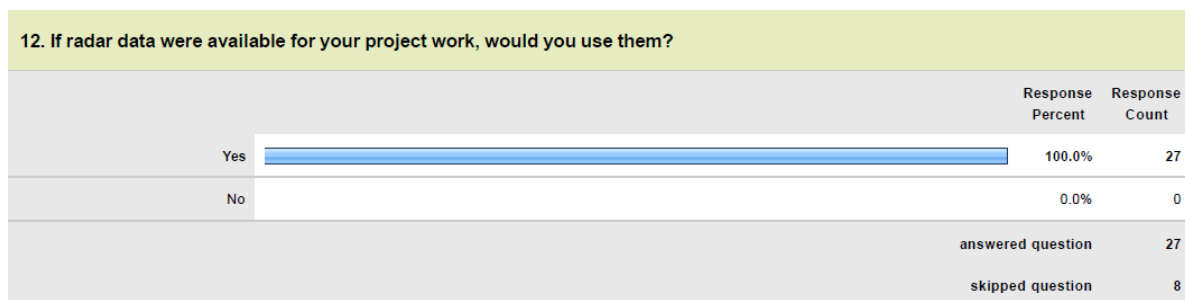 12. If radar data were available for your project work, would you use them?
Response Response
Percent Count
Yes 100.0% 27
No 0.0% 0
answered question 27
skipped question 8